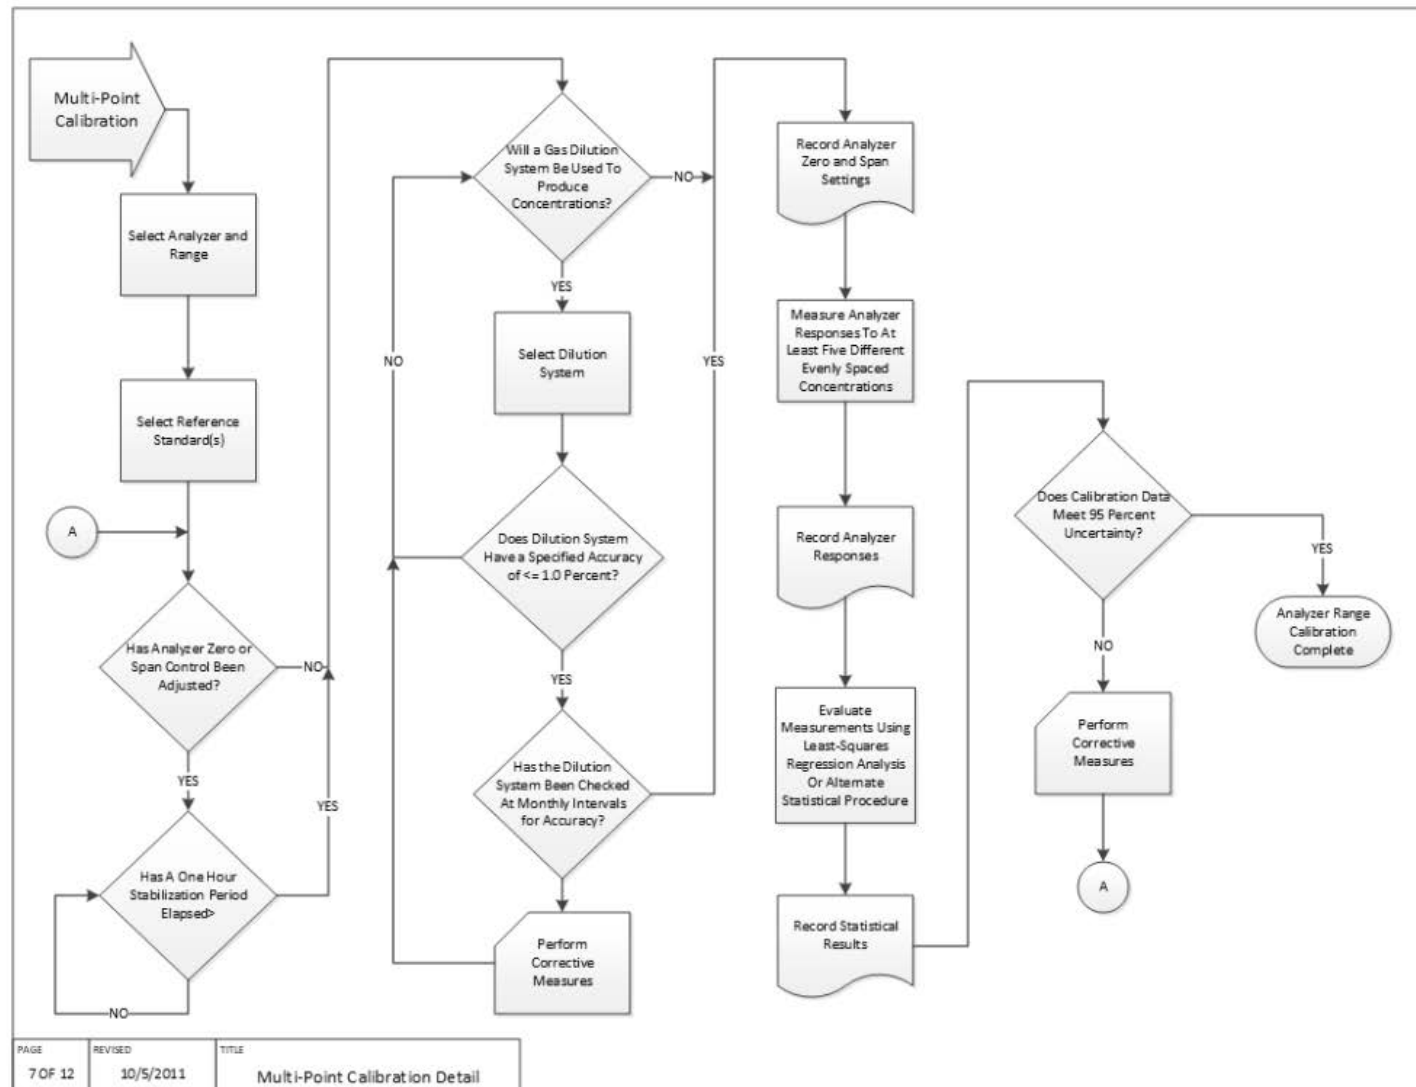 Multi-Point
Calibration
Select Analyzer and
Range
Select Reference
Standard(s)
A
Has Analyzer Zero or
Span Control Been
Adjusted?
NO
YES
Has A One Hour
Stabilization Period
Elapsed>
YES
NO
Will a Gas Dilution
System Be Used To
Produce
Concentrations?
NO
YES
Select Dilution
System
NO
Does Dilution System
Have a Specified Accuracy
of <= 1.0 Percent?
YES
Has the Dilution
System Been Checked
At Monthly Intervals
for Accuracy?
YES
Perform
Corrective
Measures
Record Analyzer
Zero and Span
Settings
Measure Analyzer
Responses To At
Least Five Different
Evenly Spaced
Concentrations
Record Analyzer
Responses
Evaluate
Measurements Using
Least-Squares
Regression Analysis
Or Alternate
Statistical Procedure
Record Statistical
Results
Does Calibration Data
Meet 95 Percent
Uncertainty?
YES
Analyzer Range
Calibration
Complete
NO
Perform
Corrective
Measures
A
PAGE
7 OF 12
REVISED
10/5/2011
TITLE
Multi-Point Calibration Detail